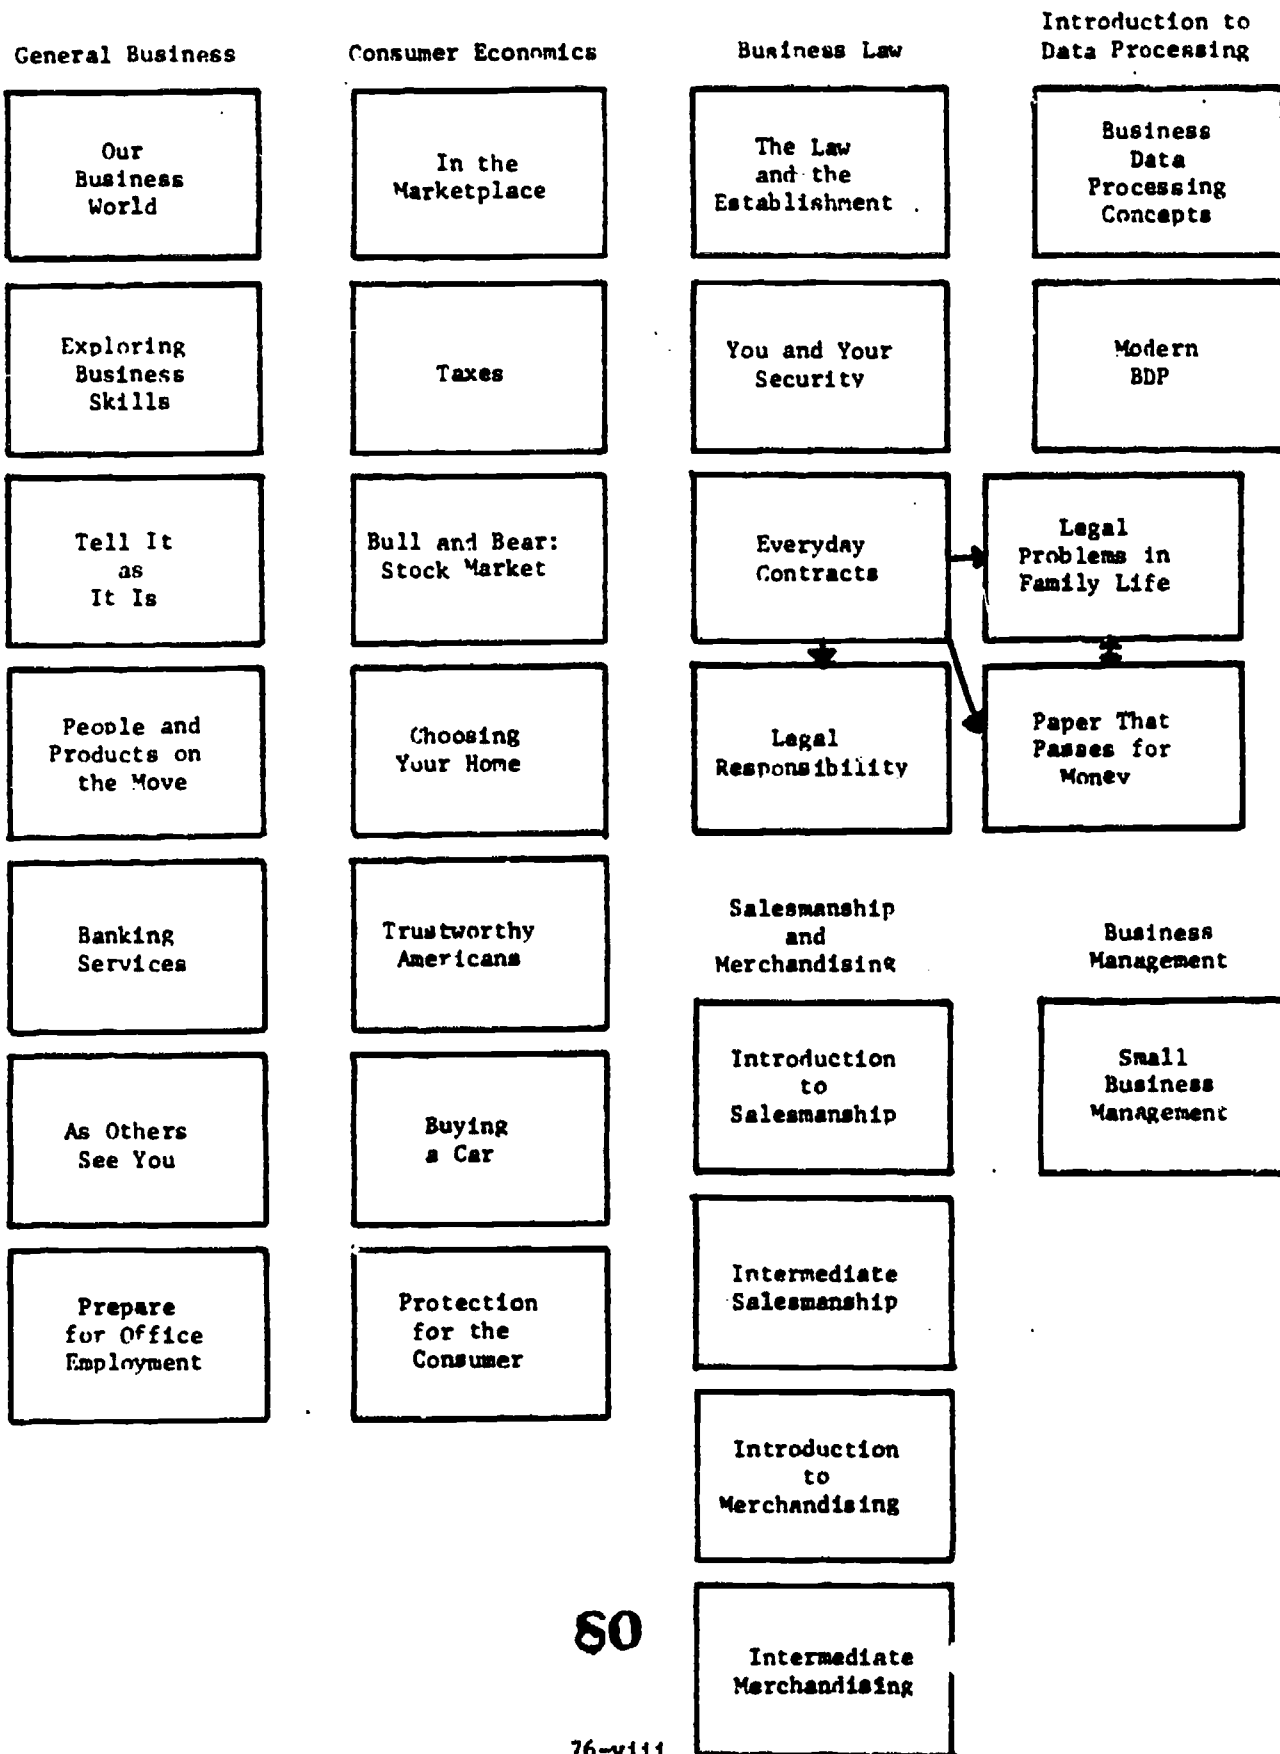 General Business
Our
Business
World
Exploring
Business
Skills
Tell It
as
It Is
People and
Products on
the Move
Banking
Services
As Others
See You
Prepare
for Office
Employment
Consumer Economics
In the
Marketplace
Taxes
Bull and Bear:
Stock Market
Choosing
Your Home
Trustworthy
Americans
Buying
a Car
Protection
for the
Consumer
Business Law
The Law
and the
Establishment
You and Your
Security
Everyday
Contracts
Legal
Responsibility
Legal
Problems in
Family Life
Paper That
Passes for
Money
Introduction to
Data Processing
Business
Data
Processing
Concepts
Modern
BDP
Salesmanship
and
Merchandising
Introduction
to
Salesmanship
Intermediate
Salesmanship
Introduction
to
Merchandising
Intermediate
Merchandising
Business
Management
Small
Business
Management
80
76-viii